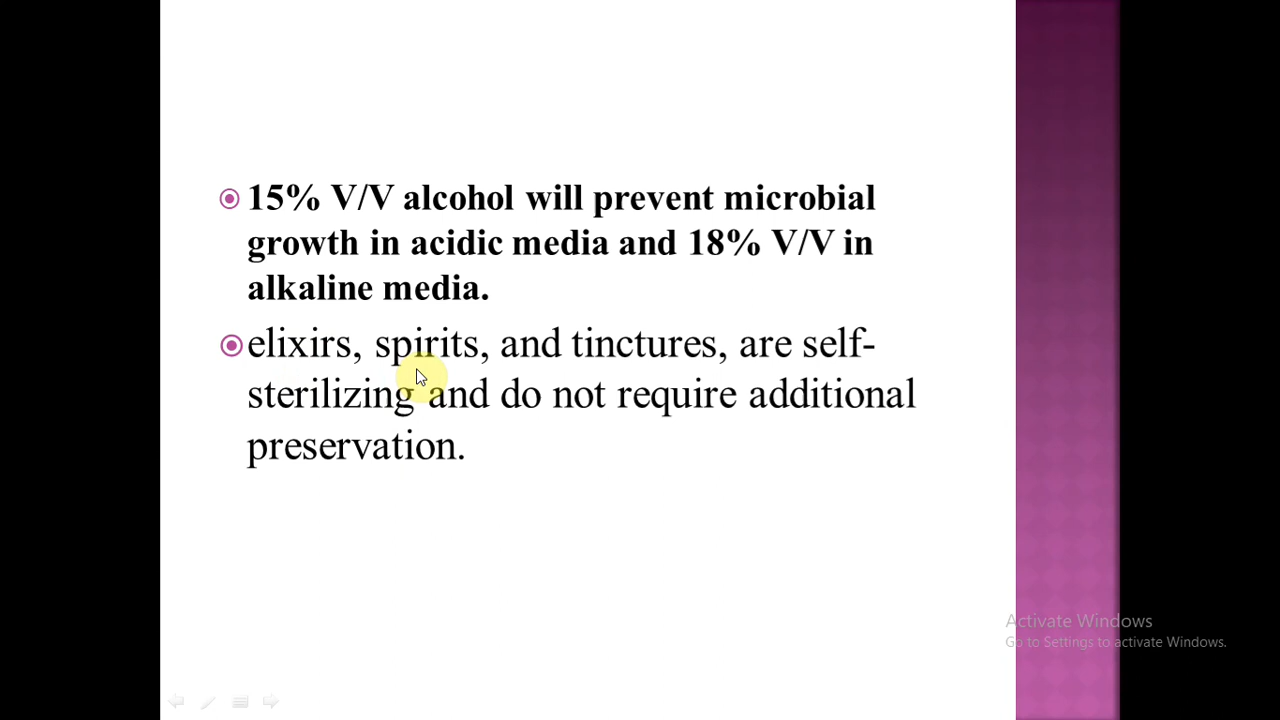 15% V/V alcohol will prevent microbial
growth in acidic media and 18% V/V in
alkaline media.
elixirs, spirits, and tinctures, are self-
sterilizing and do not require additional
preservation.
Activate Windows
Go to Settings to activate Windows.